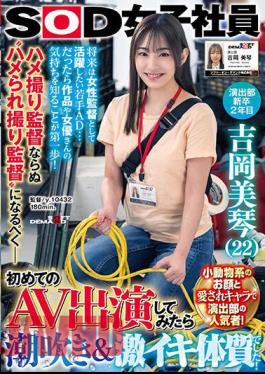 SOD女子社員
将来は女性監督として
活躍したい若手AD…
だったら作品や女優さんの
気持ちを知ることが第一歩!
ハメ撮り監督ならぬ
“ハメられ撮り監督”になるべく―
演出部
吉岡美琴
演出部
新卒
2年目
吉岡美琴
(22)
監督/y.10432
180min.
小動物系の
お顔と
愛されキャラで
演出部の
人気者!
初めての
AV出演して
みたら
潮吹き&激イキ体質でした!